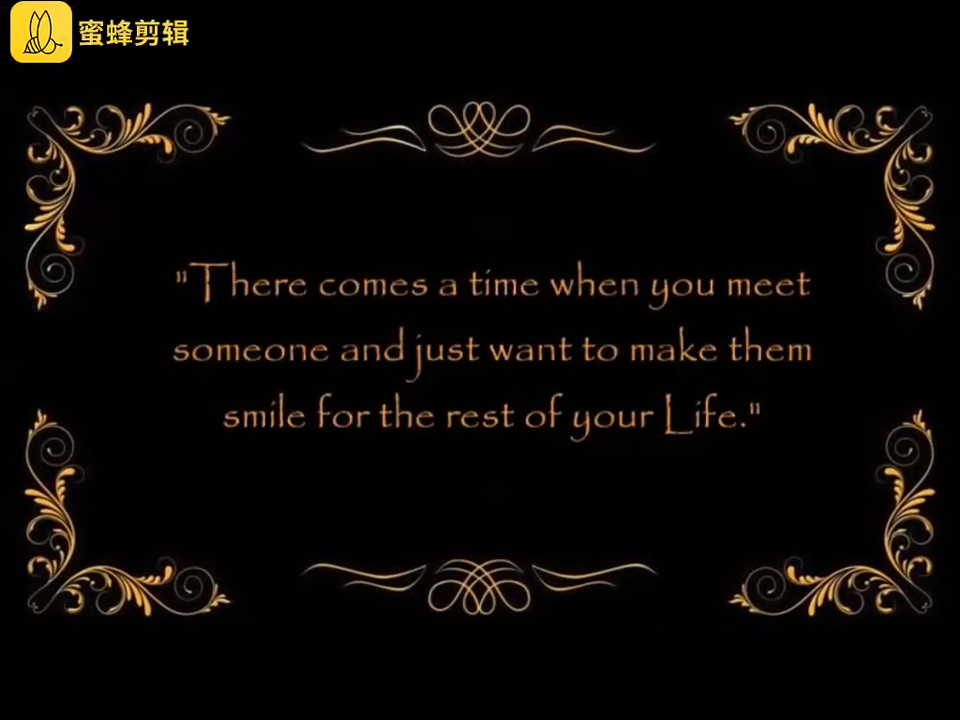 蜜蜂剪辑
"There comes a time when you meet
someone and just want to make them
smile for the rest of your Life."